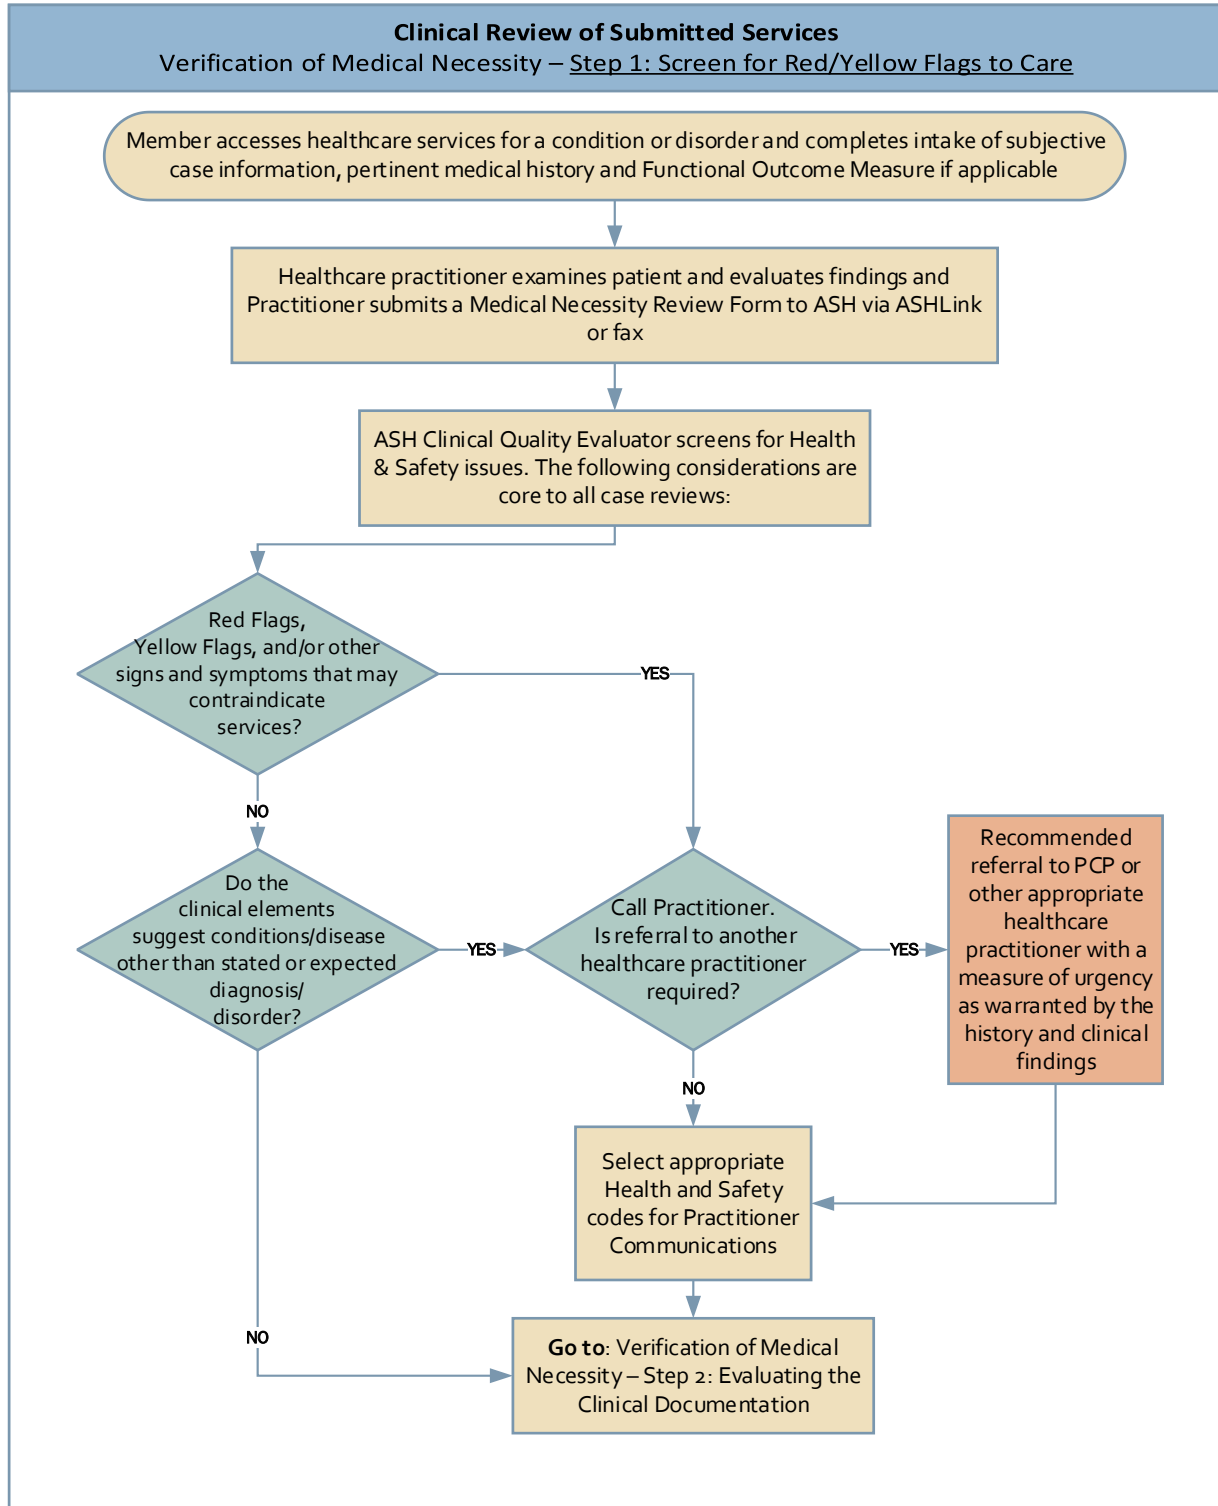 Clinical Review of Submitted Services
Verification of Medical Necessity – Step 1: Screen for Red/Yellow Flags to Care
Member accesses healthcare services for a condition or disorder and completes intake of subjective
case information, pertinent medical history and Functional Outcome Measure if applicable
Healthcare practitioner examines patient and evaluates findings and
Practitioner submits a Medical Necessity Review Form to ASH via ASHLink
or fax
ASH Clinical Quality Evaluator screens for Health
& Safety issues. The following considerations are
core to all case reviews:
Red Flags,
Yellow Flags, and/or other
signs and symptoms that may
contraindicate
services?
YES
NO
Do the
clinical elements
suggest conditions/disease
other than stated or expected
diagnosis/
disorder?
YES
Call Practitioner.
Is referral to another
healthcare practitioner
required?
YES
Recommended
referral to PCP or
other appropriate
healthcare
practitioner with a
measure of urgency
as warranted by the
history and clinical
findings
NO
Select appropriate
Health and Safety
codes for Practitioner
Communications
NO
Go to: Verification of Medical
Necessity – Step 2: Evaluating the
Clinical Documentation